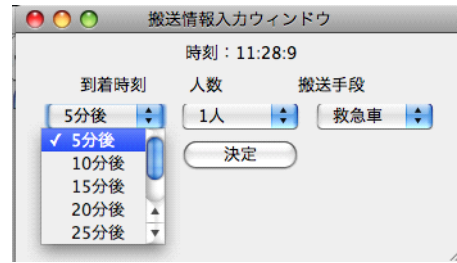 搬送情報入力ウィンドウ
時刻：11:28:9
到着時刻 人数 搬送手段
5分後 1人 救急車
✓ 5分後
決定
10分後
15分後
20分後
25分後